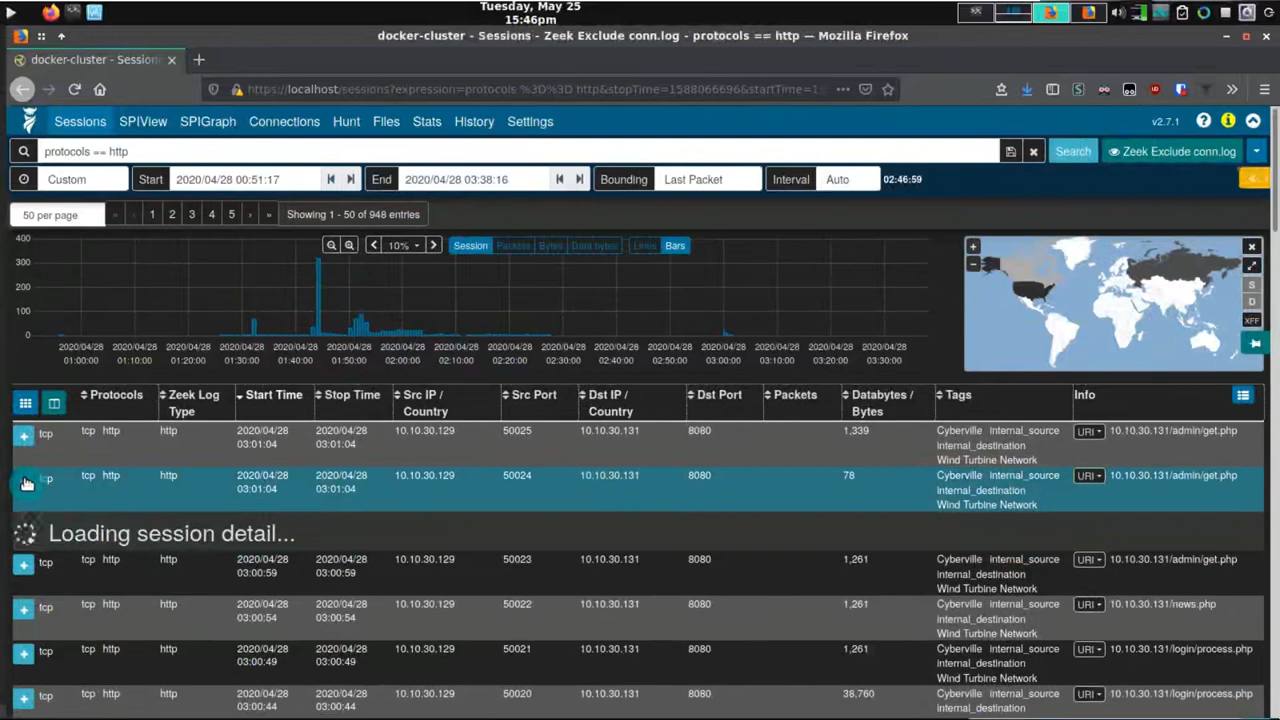 Tuesday, May 25
15:46pm
docker-cluster - Sessions - Zeek Exclude conn.log - protocols == http — Mozilla Firefox
docker-cluster - Session
https://localhost/sessions?expression=protocols %3D%3D http&stopTime=1588066696&startTime=1
Sessions SPIView SPIGraph Connections Hunt Files Stats History Settings v2.7.1
protocols == http Search Zeek Exclude conn.log
Custom Start 2020/04/28 00:51:17 End 2020/04/28 03:38:16 Bounding Last Packet Interval Auto 02:46:59
50 per page « ‹ 1 2 3 4 5 › » Showing 1 - 50 of 948 entries
10% Session Packets Bytes Data bytes Lines Bars
400
300
200
100
0
2020/04/28 2020/04/28 2020/04/28 2020/04/28 2020/04/28 2020/04/28 2020/04/28 2020/04/28 2020/04/28 2020/04/28 2020/04/28 2020/04/28 2020/04/28 2020/04/28 2020/04/28 2020/04/28
01:00:00 01:10:00 01:20:00 01:30:00 01:40:00 01:50:00 02:00:00 02:10:00 02:20:00 02:30:00 02:40:00 02:50:00 03:00:00 03:10:00 03:20:00 03:30:00
S
D
XFF
Protocols Zeek Log Start Time Stop Time Src IP / Src Port Dst IP / Dst Port Packets Databytes / Tags Info
Type Country Country Bytes
tcp tcp http http 2020/04/28 2020/04/28 10.10.30.129 50025 10.10.30.131 8080 1,339 Cyberville internal_source URI 10.10.30.131/admin/get.php
03:01:04 03:01:04 internal_destination
Wind Turbine Network
tcp tcp http http 2020/04/28 2020/04/28 10.10.30.129 50024 10.10.30.131 8080 78 Cyberville internal_source URI 10.10.30.131/admin/get.php
03:01:04 03:01:04 internal_destination
Wind Turbine Network
Loading session detail...
tcp tcp http http 2020/04/28 2020/04/28 10.10.30.129 50023 10.10.30.131 8080 1,261 Cyberville internal_source URI 10.10.30.131/admin/get.php
03:00:59 03:00:59 internal_destination
Wind Turbine Network
tcp tcp http http 2020/04/28 2020/04/28 10.10.30.129 50022 10.10.30.131 8080 1,261 Cyberville internal_source URI 10.10.30.131/news.php
03:00:54 03:00:54 internal_destination
Wind Turbine Network
tcp tcp http http 2020/04/28 2020/04/28 10.10.30.129 50021 10.10.30.131 8080 1,261 Cyberville internal_source URI 10.10.30.131/login/process.php
03:00:49 03:00:49 internal_destination
Wind Turbine Network
tcp tcp http http 2020/04/28 2020/04/28 10.10.30.129 50020 10.10.30.131 8080 38,760 Cyberville internal_source URI 10.10.30.131/login/process.php
03:00:44 03:00:44 internal_destination